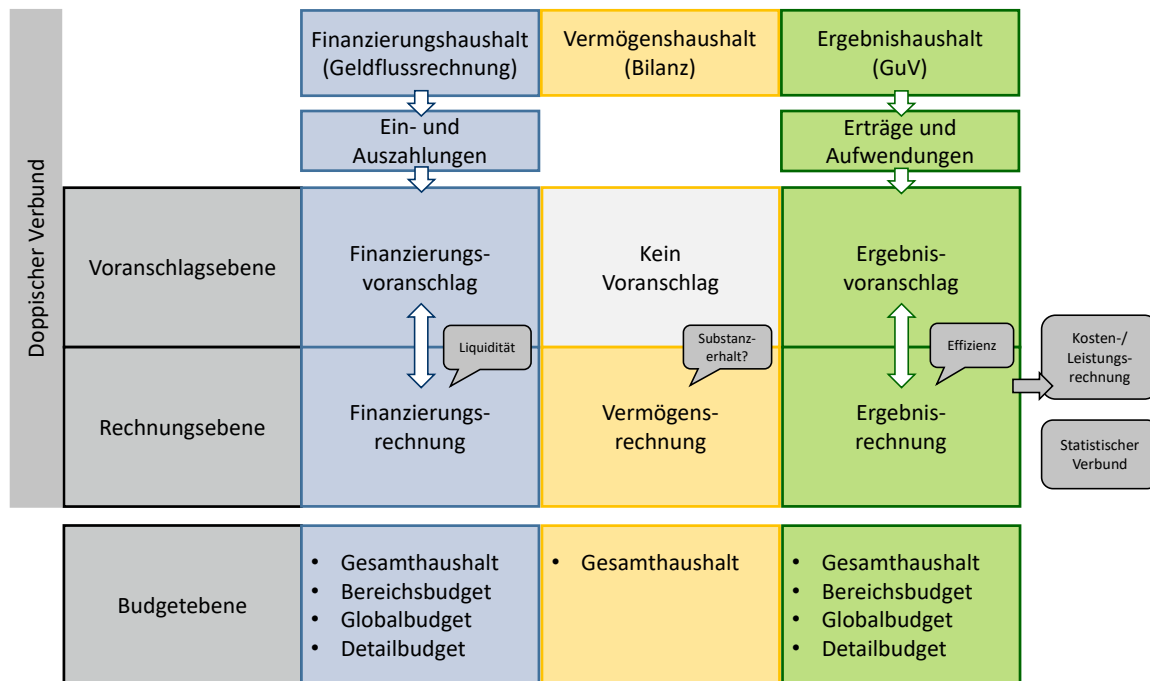 Doppischer Verbund
Finanzierungshaushalt
(Geldflussrechnung)
Vermögenshaushalt
(Bilanz)
Ergebnishaushalt
(GuV)
Ein- und
Auszahlungen
Erträge und
Aufwendungen
Voranschlagsebene
Finanzierungs-
voranschlag
Kein
Voranschlag
Ergebnis-
voranschlag
Liquidität
Substanz-
erhalt?
Effizienz
Kosten-/
Leistungs-
rechnung
Rechnungsebene
Finanzierungs-
rechnung
Vermögens-
rechnung
Ergebnis-
rechnung
Statistischer
Verbund
Budgetebene
• Gesamthaushalt
• Bereichsbudget
• Globalbudget
• Detailbudget
• Gesamthaushalt
• Gesamthaushalt
• Bereichsbudget
• Globalbudget
• Detailbudget